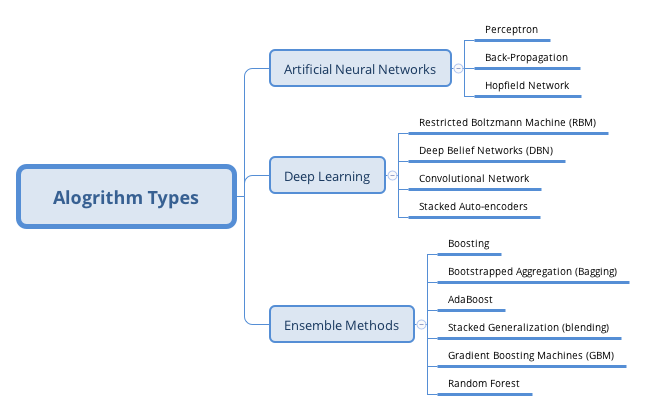 Alogrithm Types
Artificial Neural Networks
Perceptron
Back-Propagation
Hopfield Network
Deep Learning
Restricted Boltzmann Machine (RBM)
Deep Belief Networks (DBN)
Convolutional Network
Stacked Auto-encoders
Ensemble Methods
Boosting
Bootstrapped Aggregation (Bagging)
AdaBoost
Stacked Generalization (blending)
Gradient Boosting Machines (GBM)
Random Forest